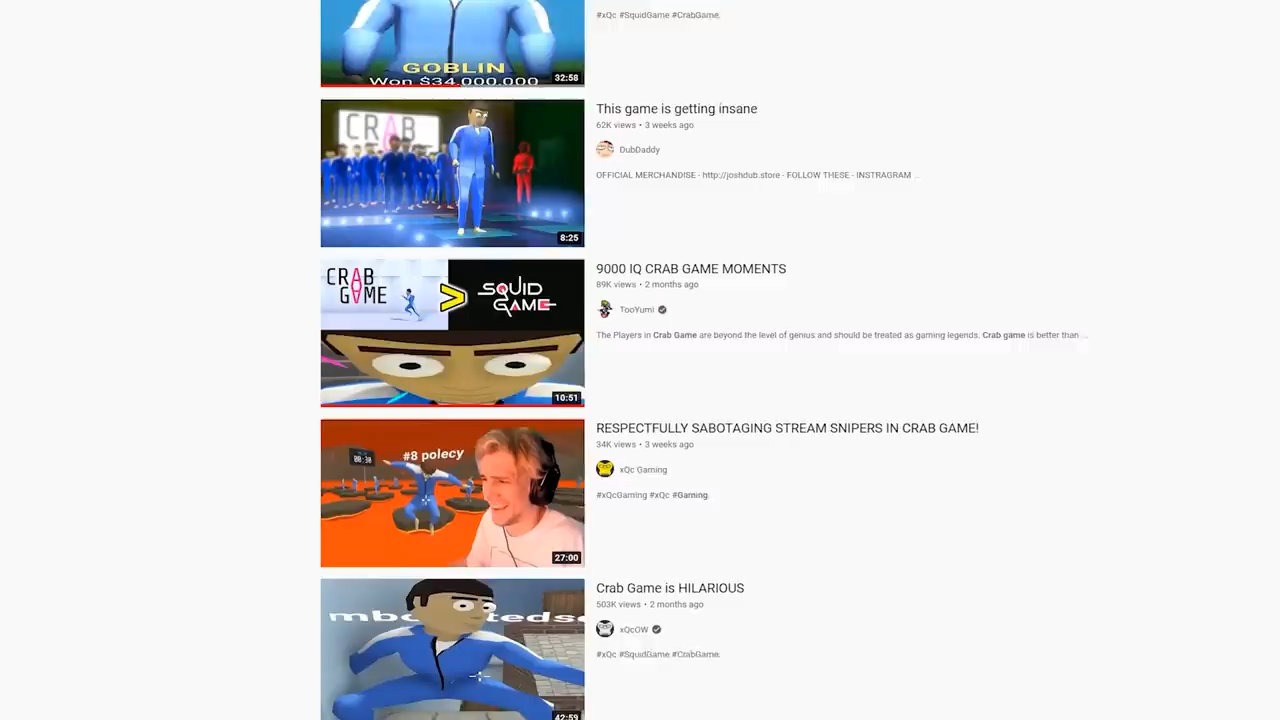 #xQc #SquidGame #CrabGame.
GOBLIN
Won $34,000,000
32:58
CRAB
This game is getting insane
62K views • 3 weeks ago
DubDaddy
OFFICIAL MERCHANDISE - http://joshdub.store - FOLLOW THESE - INSTRAGRAM ...
8:25
CRAB GAME > SQUID GAME
9000 IQ CRAB GAME MOMENTS
89K views • 2 months ago
TooYumi
The Players in Crab Game are beyond the level of genius and should be treated as gaming legends. Crab game is better than ...
10:51
#8 polecy
00:30
RESPECTFULLY SABOTAGING STREAM SNIPERS IN CRAB GAME!
34K views • 3 weeks ago
xQc Gaming
#xQcGaming #xQc #Gaming.
27:00
Crab Game is HILARIOUS
503K views • 2 months ago
xQcOW
#xQc #SquidGame #CrabGame.
42:59